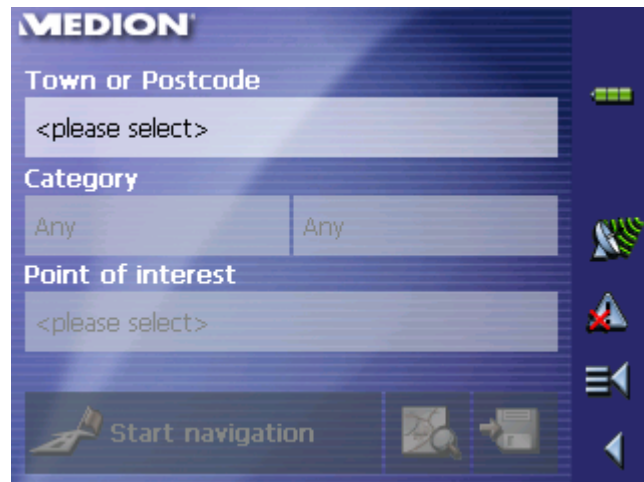 MEDION
Town or Postcode
<please select>
Category
Any Any
Point of interest
<please select>
Start navigation